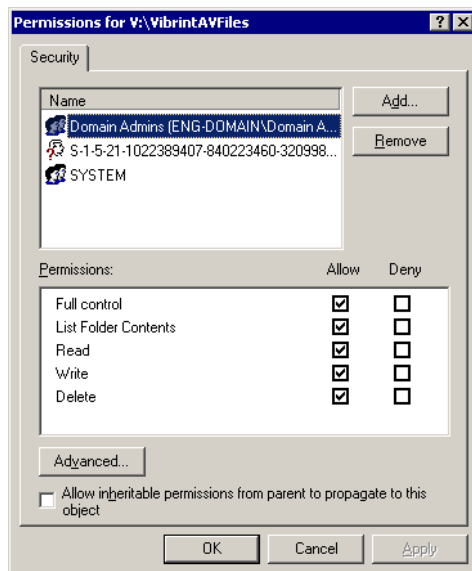 Permissions for V:\VibrintAVFiles
Security
Name
Domain Admins (ENG-DOMAIN\Domain A...
S-1-5-21-1022389407-840223460-320998...
SYSTEM
Add...
Remove
Permissions: Allow Deny
Full control
List Folder Contents
Read
Write
Delete
Advanced...
Allow inheritable permissions from parent to propagate to this
object
OK Cancel Apply